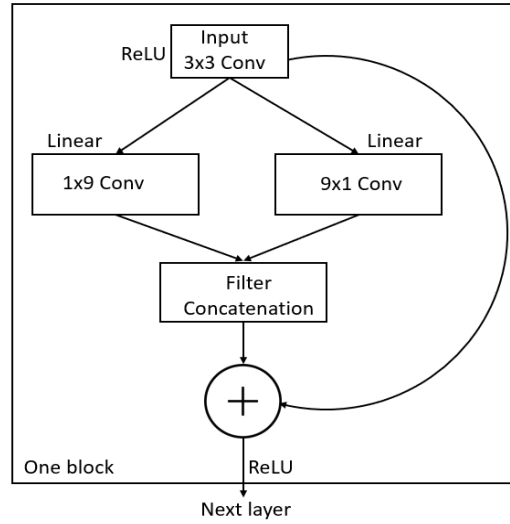 Input
ReLU
3x3 Conv
Linear
Linear
1x9 Conv
9x1 Conv
Filter
Concatenation
+
One block
ReLU
Next layer